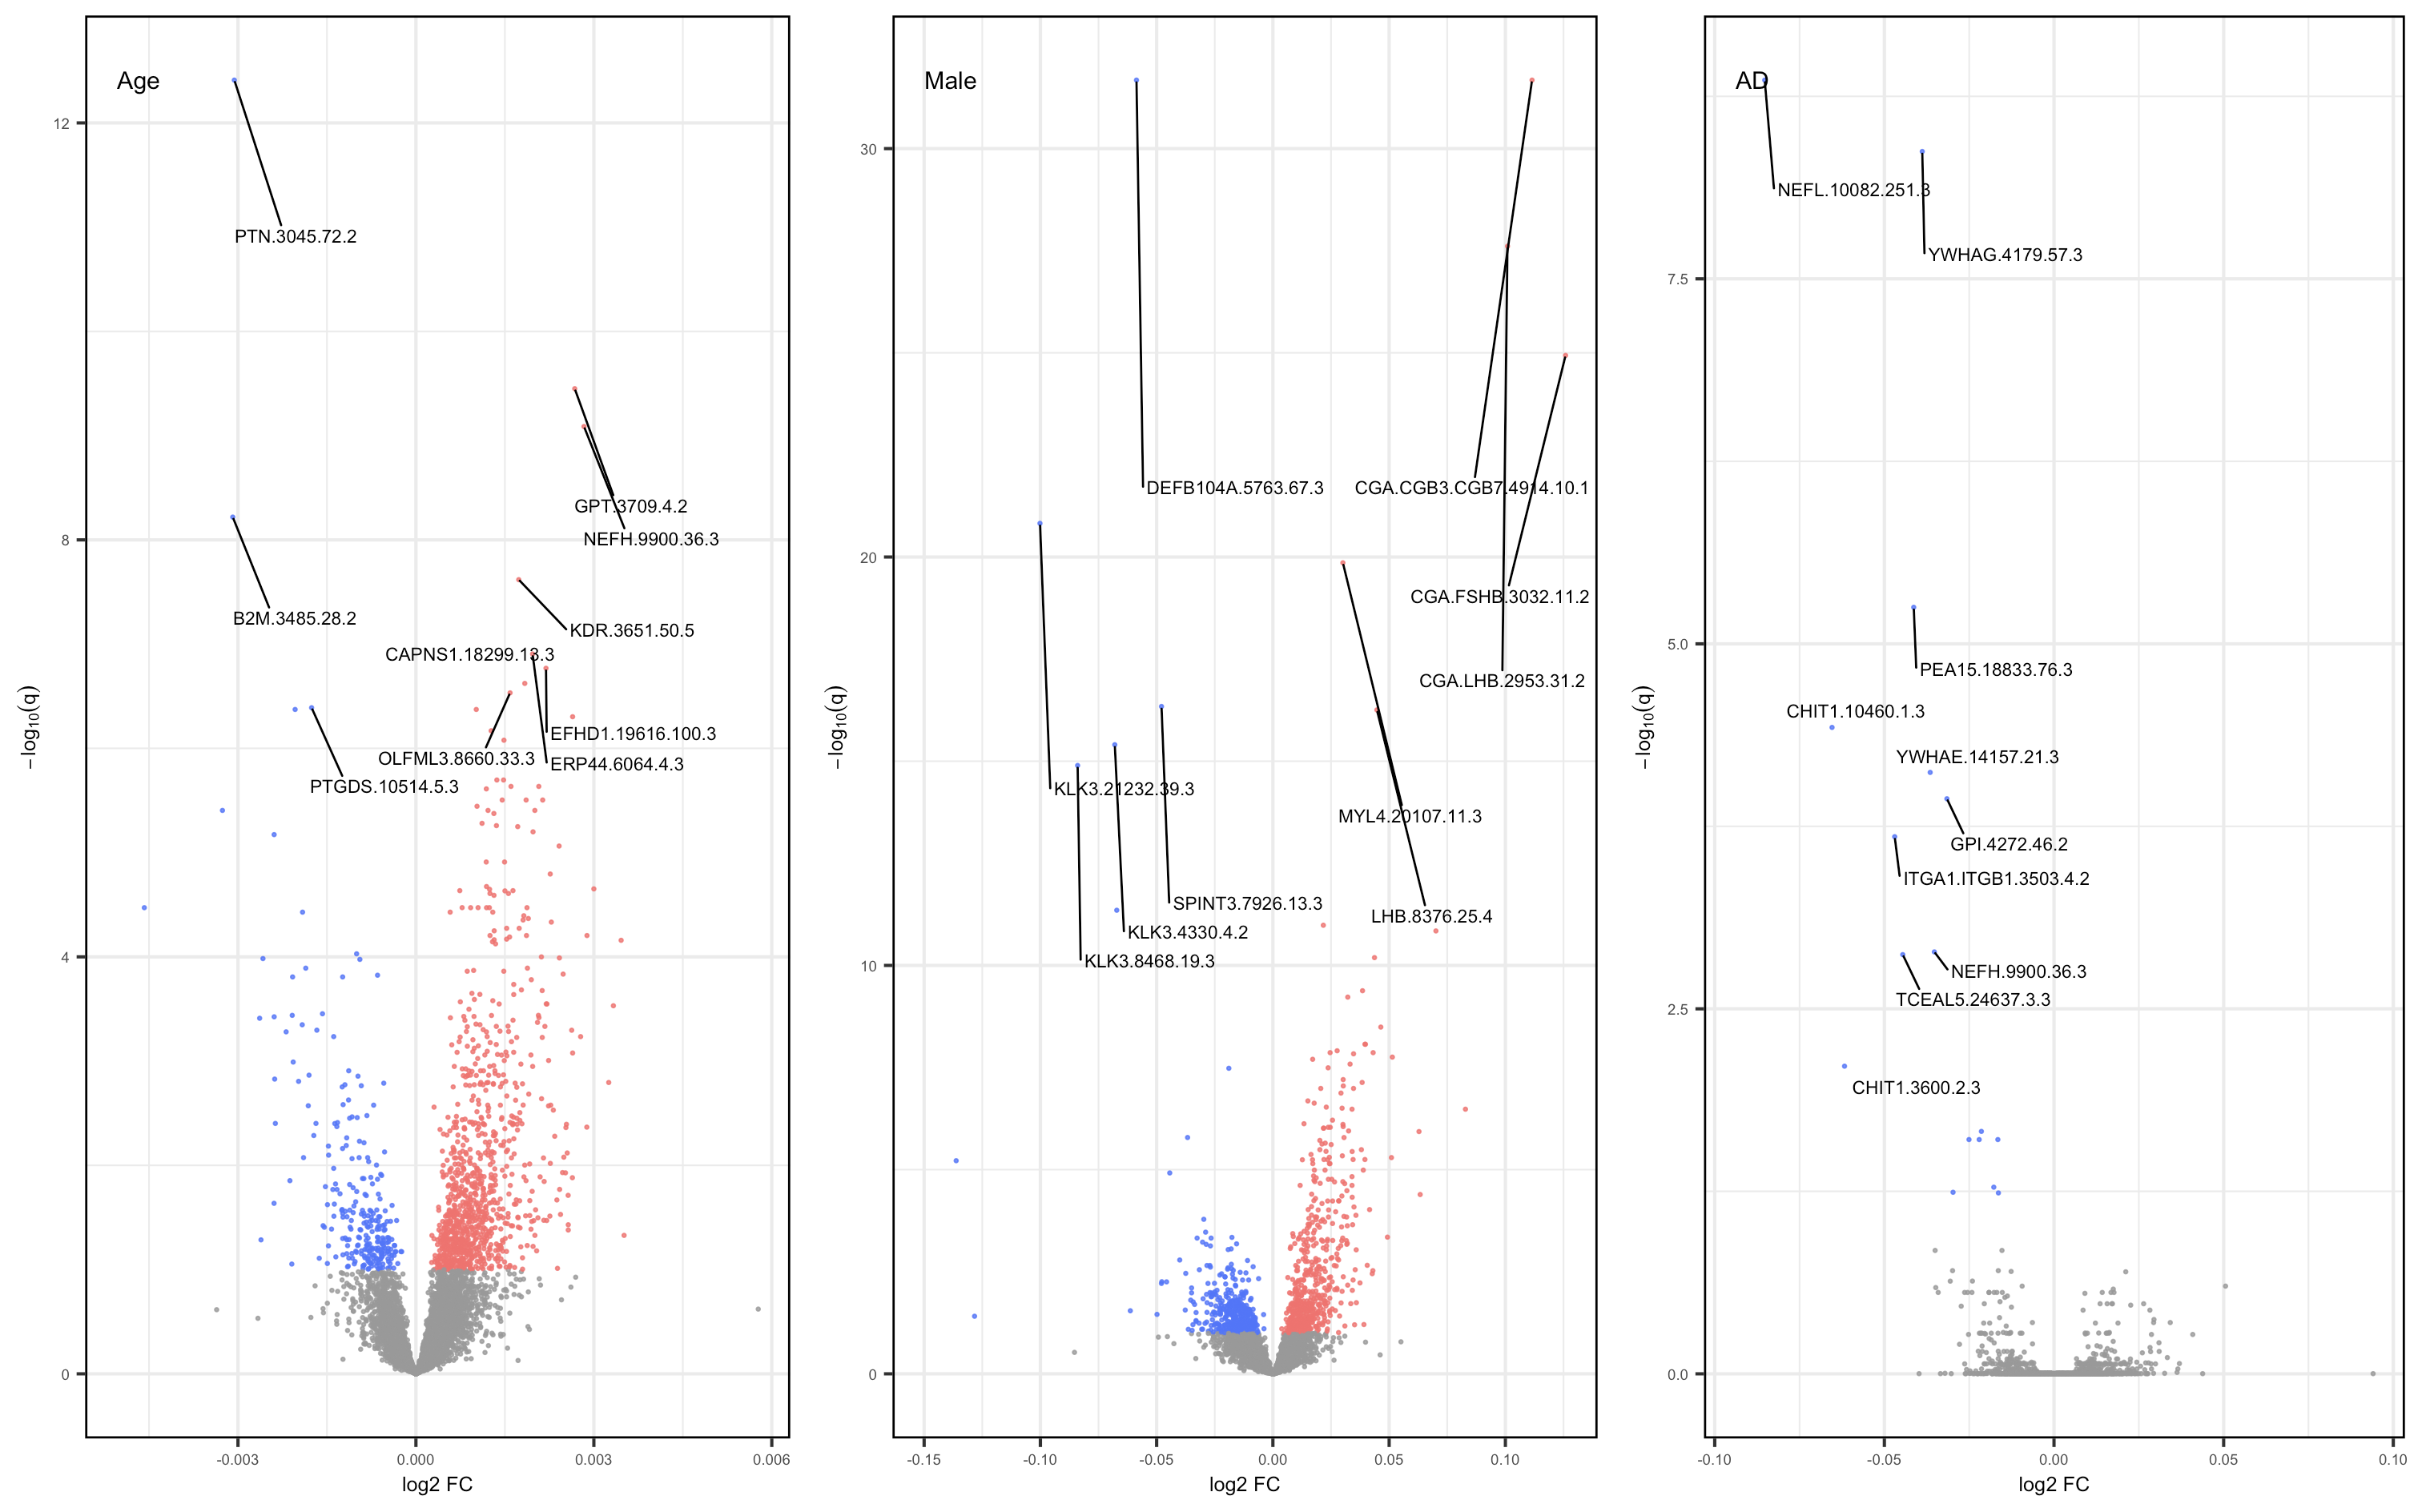 Age
12
8
4
0
−log10(q)
PTN.3045.72.2
GPT.3709.4.2
NEFH.9900.36.3
B2M.3485.28.2
KDR.3651.50.5
CAPNS1.18299.13.3
EFHD1.19616.100.3
OLFML3.8660.33.3
ERP44.6064.4.3
PTGDS.10514.5.3
-0.003
0.000
0.003
0.006
log2 FC
Male
30
20
10
0
−log10(q)
DEFB104A.5763.67.3
CGA.CGB3.CGB7.4914.10.1
CGA.FSHB.3032.11.2
CGA.LHB.2953.31.2
KLK3.21232.39.3
MYL4.20107.11.3
SPINT3.7926.13.3
LHB.8376.25.4
KLK3.4330.4.2
KLK3.8468.19.3
-0.15
-0.10
-0.05
0.00
0.05
0.10
log2 FC
AD
7.5
5.0
2.5
0.0
−log10(q)
NEFL.10082.251.3
YWHAG.4179.57.3
PEA15.18833.76.3
CHIT1.10460.1.3
YWHAE.14157.21.3
GPI.4272.46.2
ITGA1.ITGB1.3503.4.2
NEFH.9900.36.3
TCEAL5.24637.3.3
CHIT1.3600.2.3
-0.10
-0.05
0.00
0.05
0.10
log2 FC